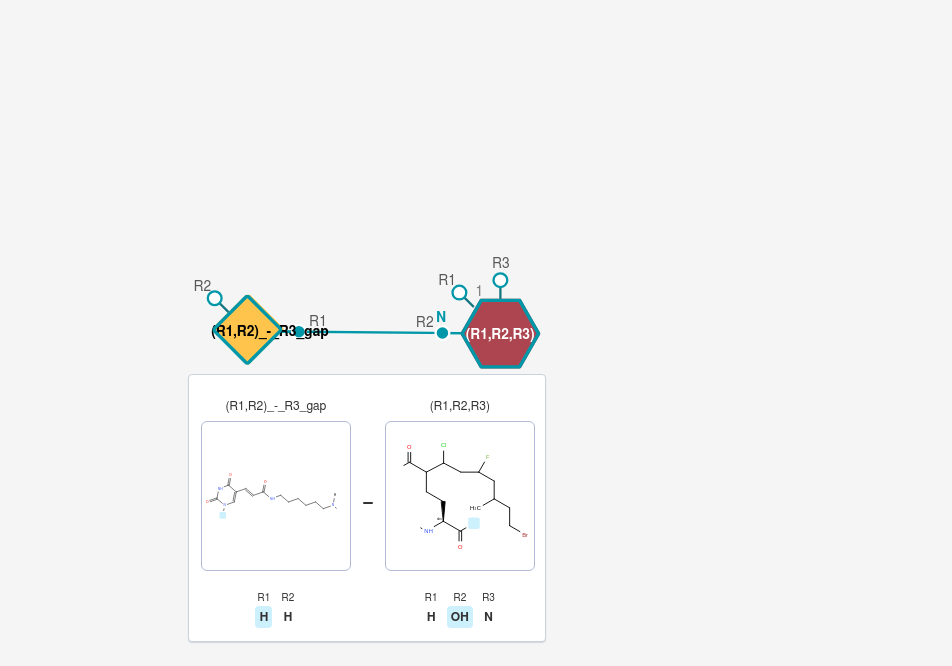 R3
R1
1
R2
N
R1
R2
(R1,R2)_-_R3_gap
(R1,R2,R3)
(R1,R2)_-_R3_gap
(R1,R2,R3)
Cl
O
F
O
O
NH
O
N
NH
N
H₃C
NH
O
Br
–
R1 R2
R1 R2 R3
H H
H OH N